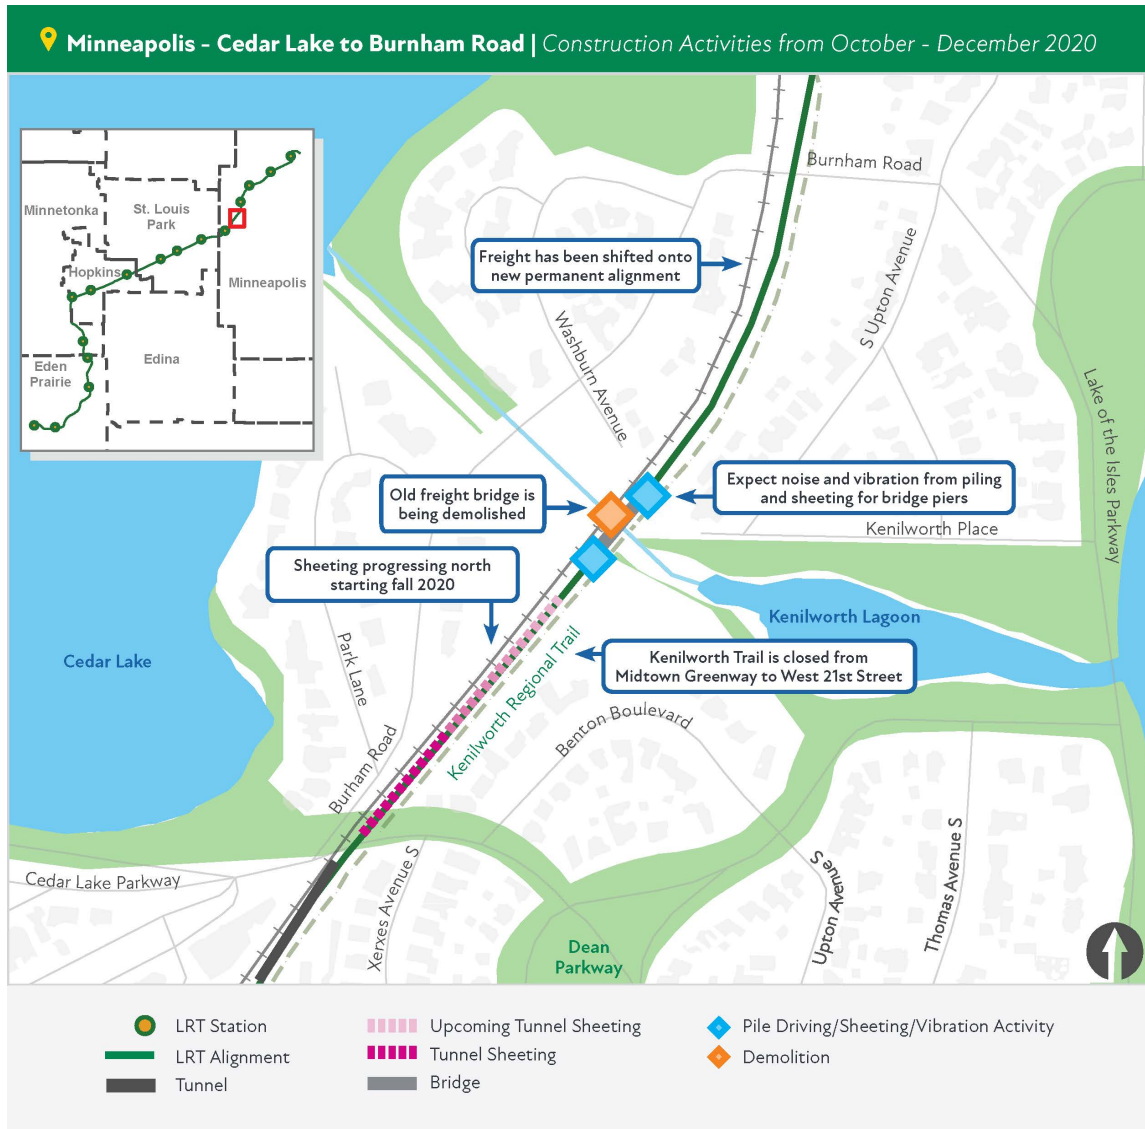 Minneapolis - Cedar Lake to Burnham Road | Construction Activities from October - December 2020
Minnetonka
St. Louis
Park
Hopkins
Minneapolis
Edina
Eden
Prairie
Burnham Road
Freight has been shifted onto
new permanent alignment
S Upton Avenue
Washburn Avenue
Lake of the Isles Parkway
Expect noise and vibration from piling
and sheeting for bridge piers
Old freight bridge is
being demolished
Kenilworth Place
Sheeting progressing north
starting fall 2020
Kenilworth Lagoon
Cedar Lake
Park Lane
Kenilworth Regional Trail
Kenilworth Trail is closed from
Midtown Greenway to West 21st Street
Benton Boulevard
Burham Road
Cedar Lake Parkway
Xerxes Avenue S
Upton Avenue S
Thomas Avenue S
Dean
Parkway
LRT Station
LRT Alignment
Tunnel
Upcoming Tunnel Sheeting
Tunnel Sheeting
Bridge
Pile Driving/Sheeting/Vibration Activity
Demolition